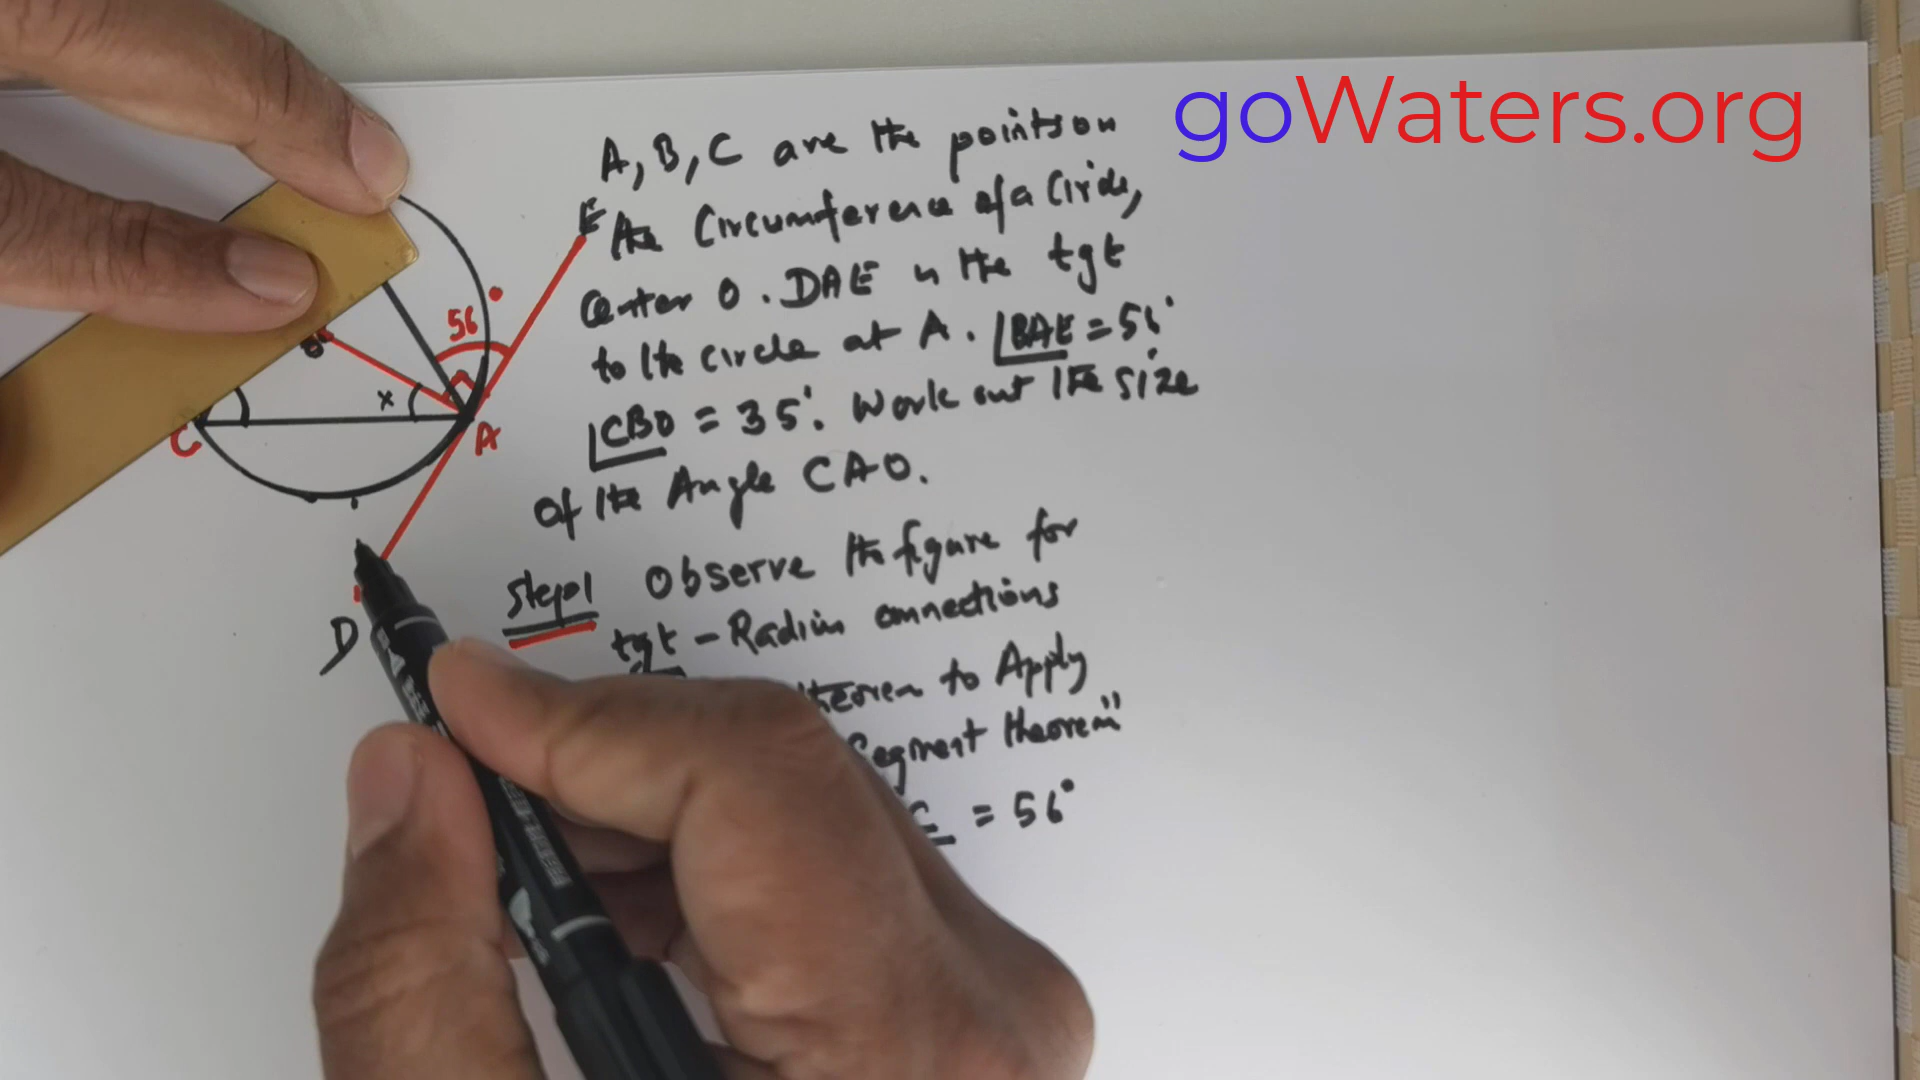 goWaters.org
A, B, C are the points on
the Circumference of a Circle,
Center O. DAE is the tgt
to the circle at A. ∠BAE = 56°
∠CBO = 35°. Work out the size
of the Angle CAO.
Step1 Observe the figure for
tgt - Radius connections
theorem to Apply
Segment theorem"
= 56°
E
56
x
C
A
D